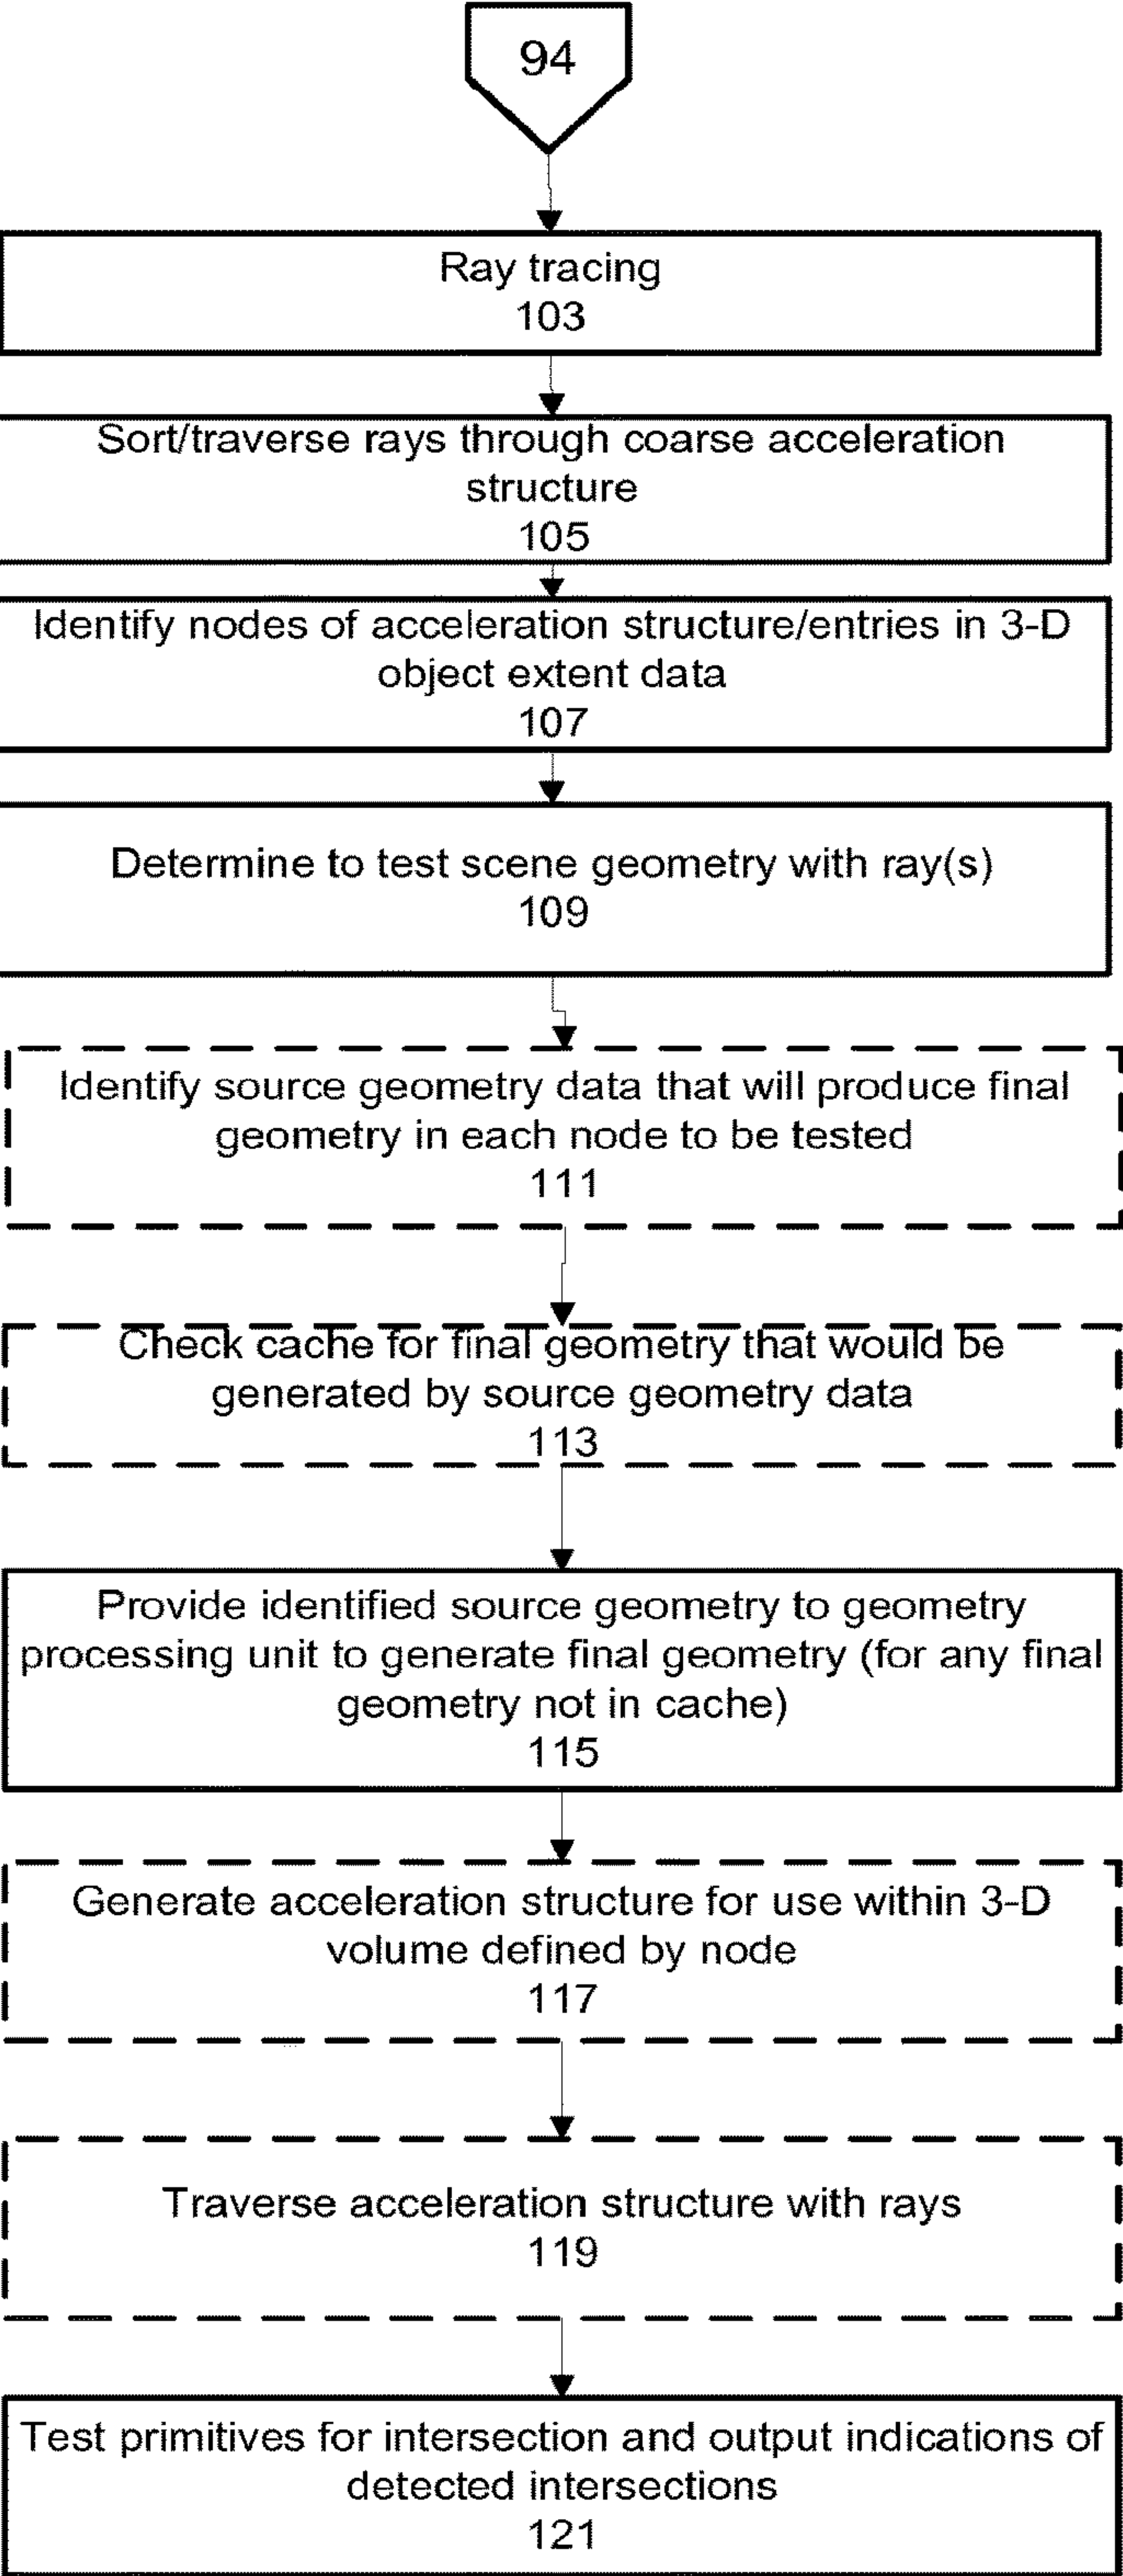 94
Ray tracing
103
Sort/traverse rays through coarse acceleration
structure
105
Identify nodes of acceleration structure/entries in 3-D
object extent data
107
Determine to test scene geometry with ray(s)
109
Identify source geometry data that will produce final
geometry in each node to be tested
111
Check cache for final geometry that would be
generated by source geometry data
113
Provide identified source geometry to geometry
processing unit to generate final geometry (for any final
geometry not in cache)
115
Generate acceleration structure for use within 3-D
volume defined by node
117
Traverse acceleration structure with rays
119
Test primitives for intersection and output indications of
detected intersections
121